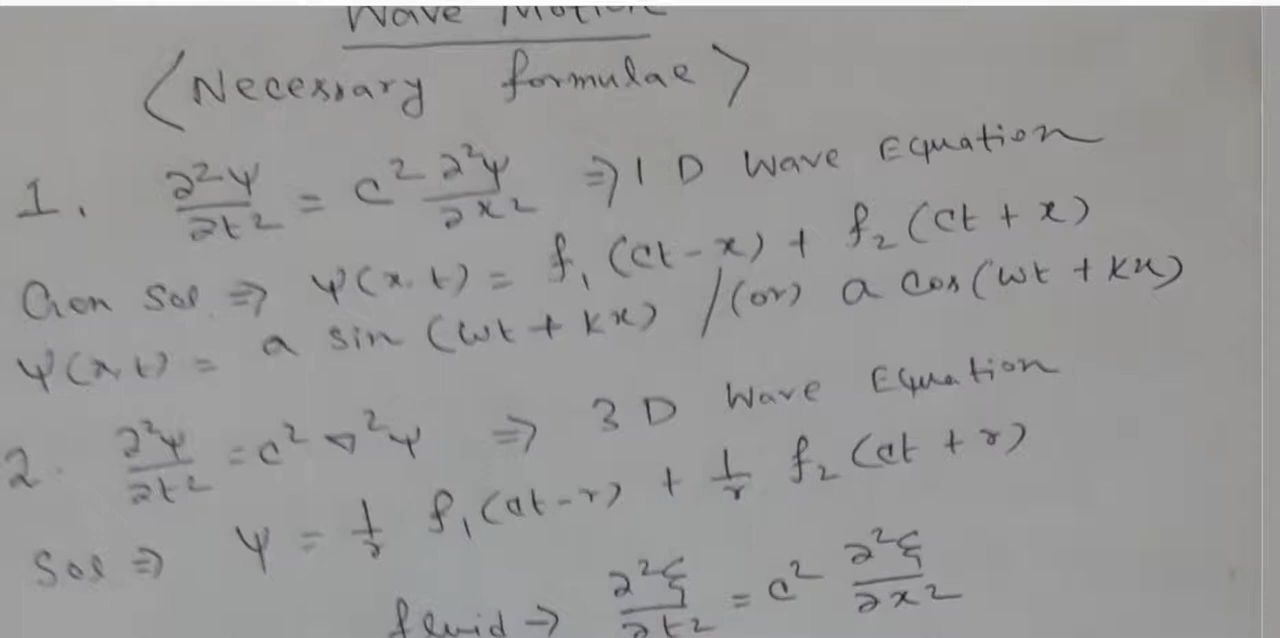 Wave Motion
<Necessary formulae>
1. ∂²ψ/∂t² = c² ∂²ψ/∂x² ⇒ 1 D Wave Equation
Gen Sol ⇒ ψ(x,t) = f₁ (ct - x) + f₂ (ct + x)
ψ(x,t) = a sin (ωt + kx) / (or) a cos (ωt + kx)
2. ∂²ψ/∂t² = c² ∇²ψ ⇒ 3 D Wave Equation
Sol ⇒ ψ = 1/r f₁ (ct - r) + 1/r f₂ (ct + r)
fluid → ∂²ξ/∂t² = c² ∂²ξ/∂x²